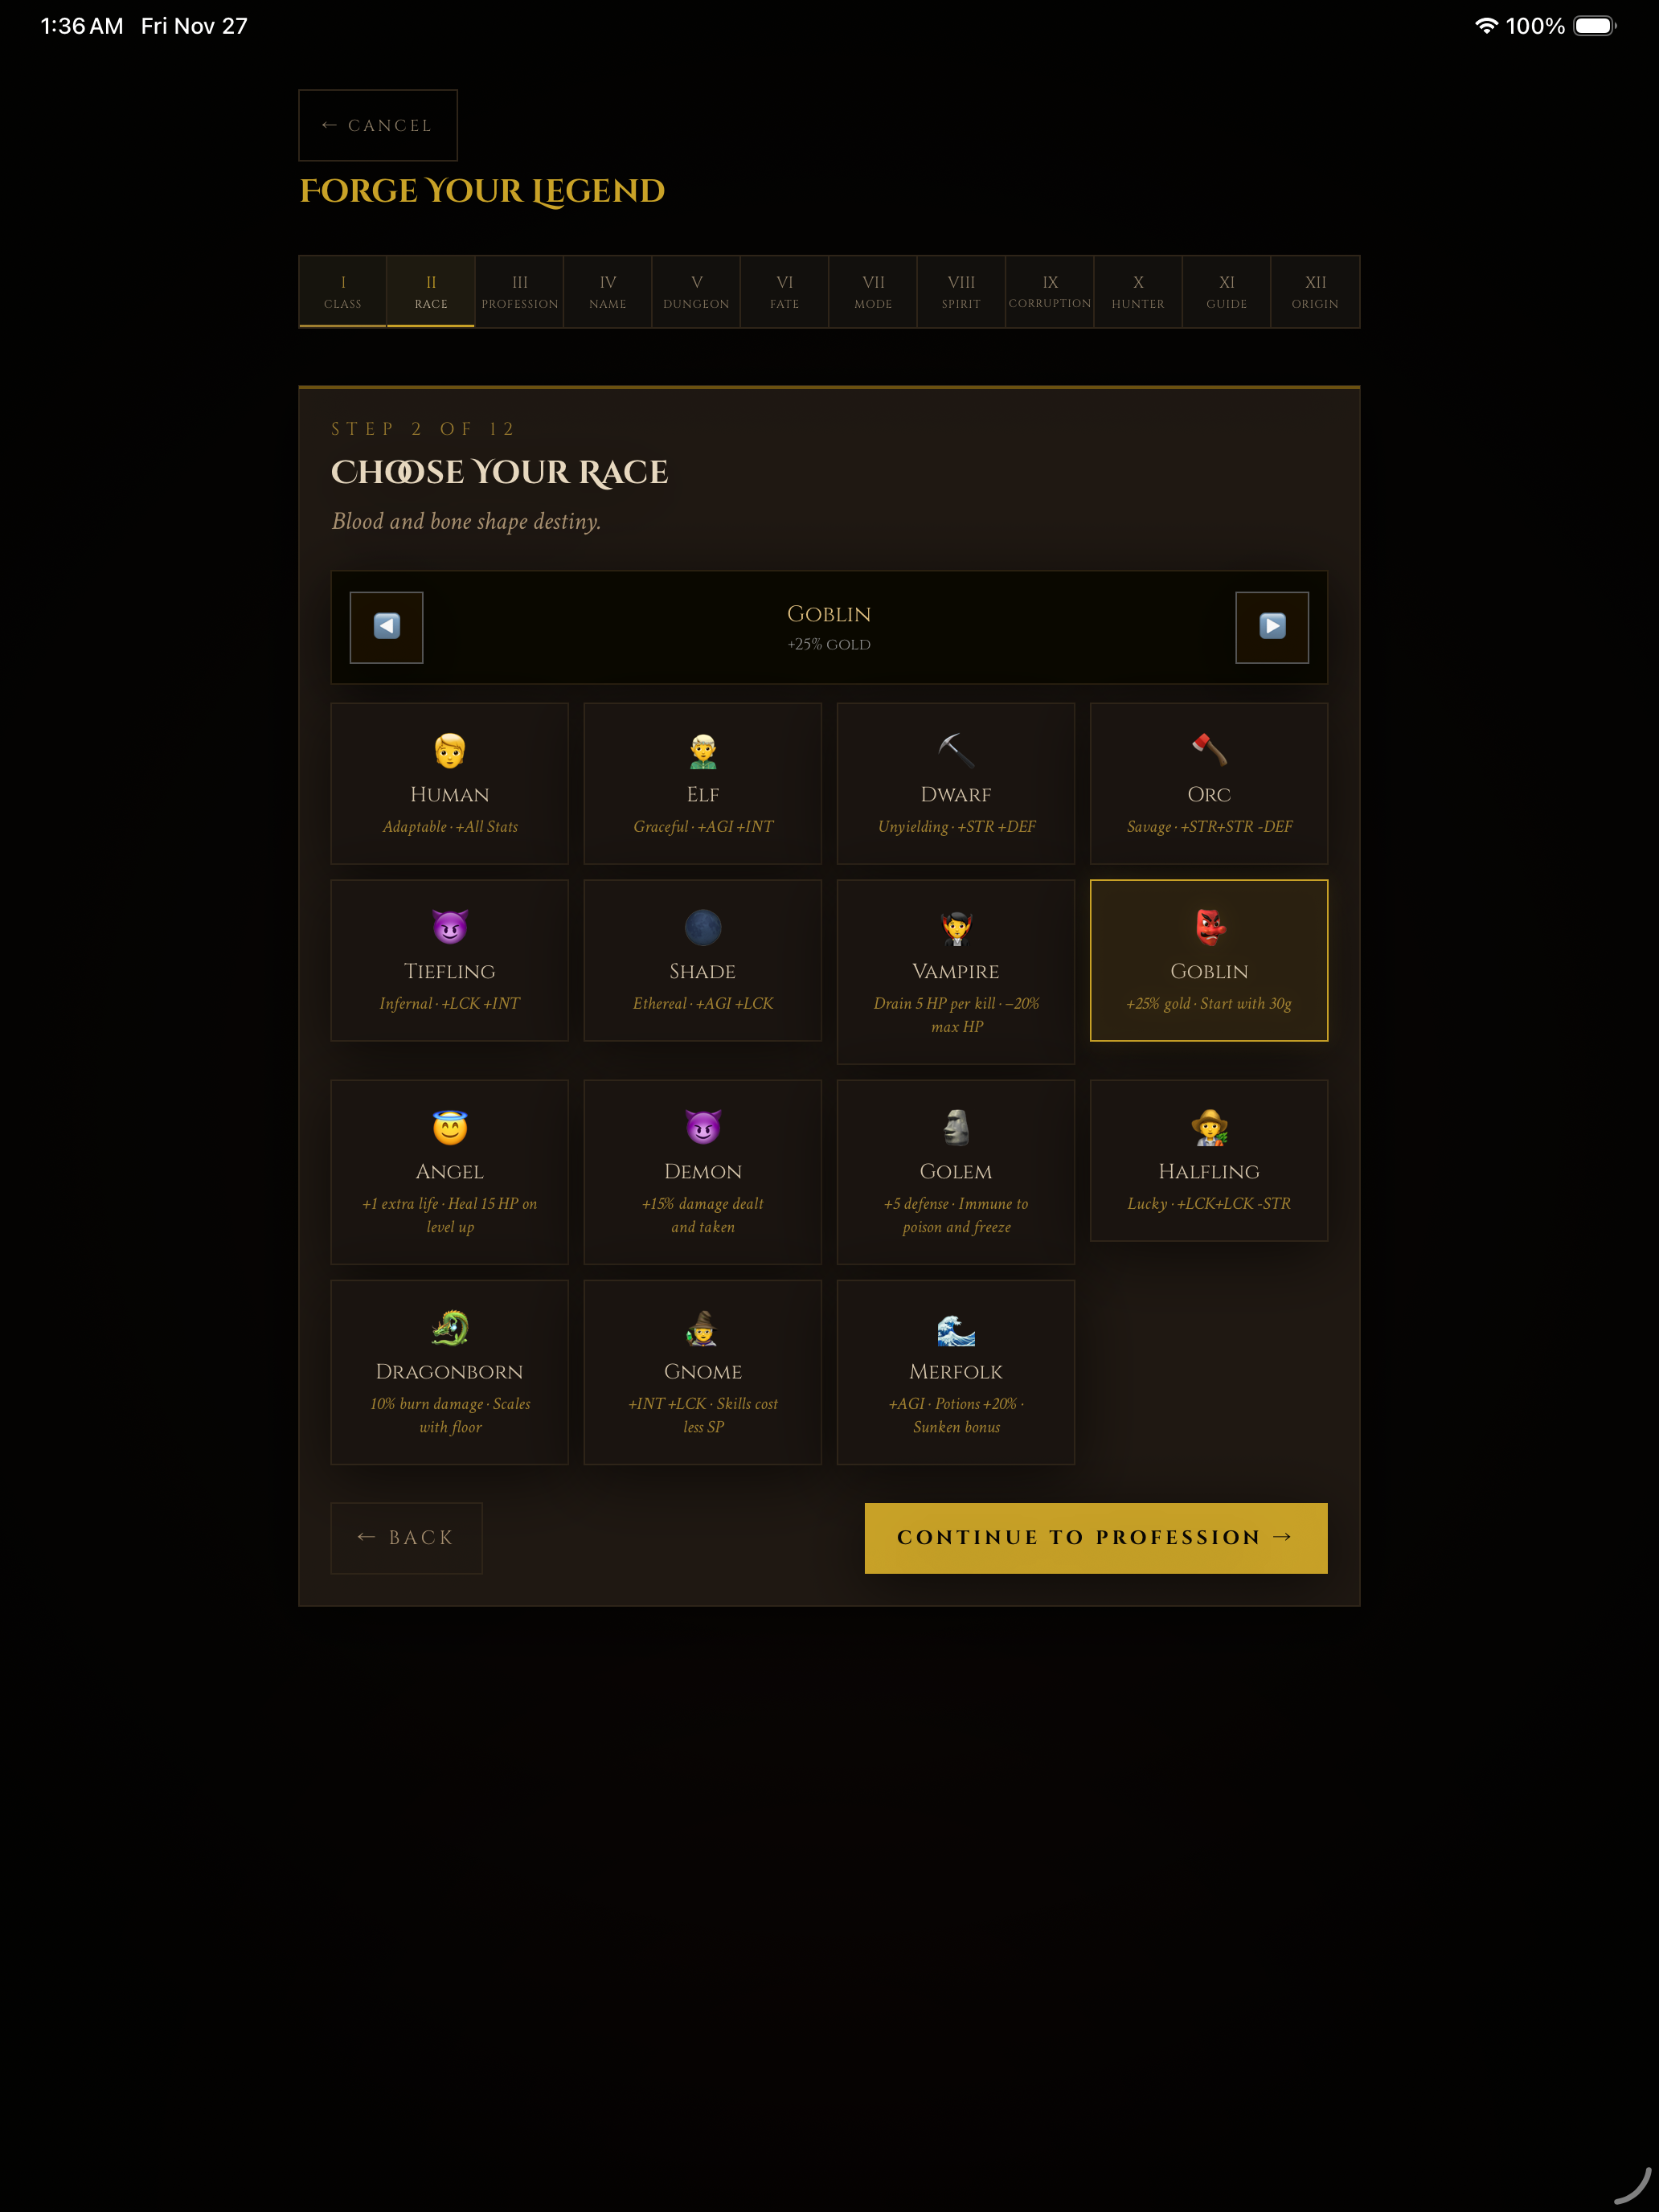 1:36 AM Fri Nov 27
100%
← CANCEL
FORGE YOUR LEGEND
I II III IV V VI VII VIII IX X XI XII
CLASS RACE PROFESSION NAME DUNGEON FATE MODE SPIRIT CORRUPTION HUNTER GUIDE ORIGIN
STEP 2 OF 12
CHOOSE YOUR RACE
Blood and bone shape destiny.
GOBLIN
+25% GOLD
HUMAN
Adaptable · +All Stats
ELF
Graceful · +AGI +INT
DWARF
Unyielding · +STR +DEF
ORC
Savage · +STR+STR -DEF
TIEFLING
Infernal · +LCK +INT
SHADE
Ethereal · +AGI +LCK
VAMPIRE
Drain 5 HP per kill · −20%
max HP
GOBLIN
+25% gold · Start with 30g
ANGEL
+1 extra life · Heal 15 HP on
level up
DEMON
+15% damage dealt
and taken
GOLEM
+5 defense · Immune to
poison and freeze
HALFLING
Lucky · +LCK+LCK -STR
DRAGONBORN
10% burn damage · Scales
with floor
GNOME
+INT +LCK · Skills cost
less SP
MERFOLK
+AGI · Potions +20% ·
Sunken bonus
← BACK
CONTINUE TO PROFESSION →